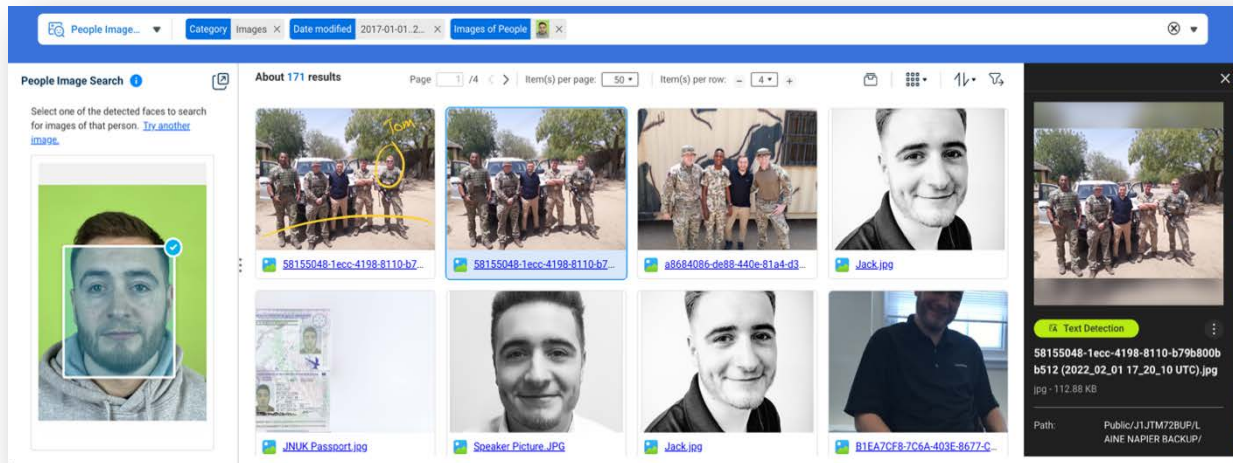 People Image...
Category Images × Date modified 2017-01-01..2... × Images of People ×
People Image Search
Select one of the detected faces to search
for images of that person. Try another
image.
About 171 results
Page 1 /4 < > Item(s) per page: 50 Item(s) per row: - 4 +
Tom
58155048-1ecc-4198-8110-b7...
58155048-1ecc-4198-8110-b7...
a8684086-de88-440e-81a4-d3...
Jack.jpg
JNUK Passport.jpg
Speaker Picture.JPG
Jack.jpg
B1EA7CF8-7C6A-403E-8677-C...
Text Detection
58155048-1ecc-4198-8110-b79b800b
b512 (2022_02_01 17_20_10 UTC).jpg
jpg - 112.88 KB
Path: Public/J1JTM72BUP/L
AINE NAPIER BACKUP/